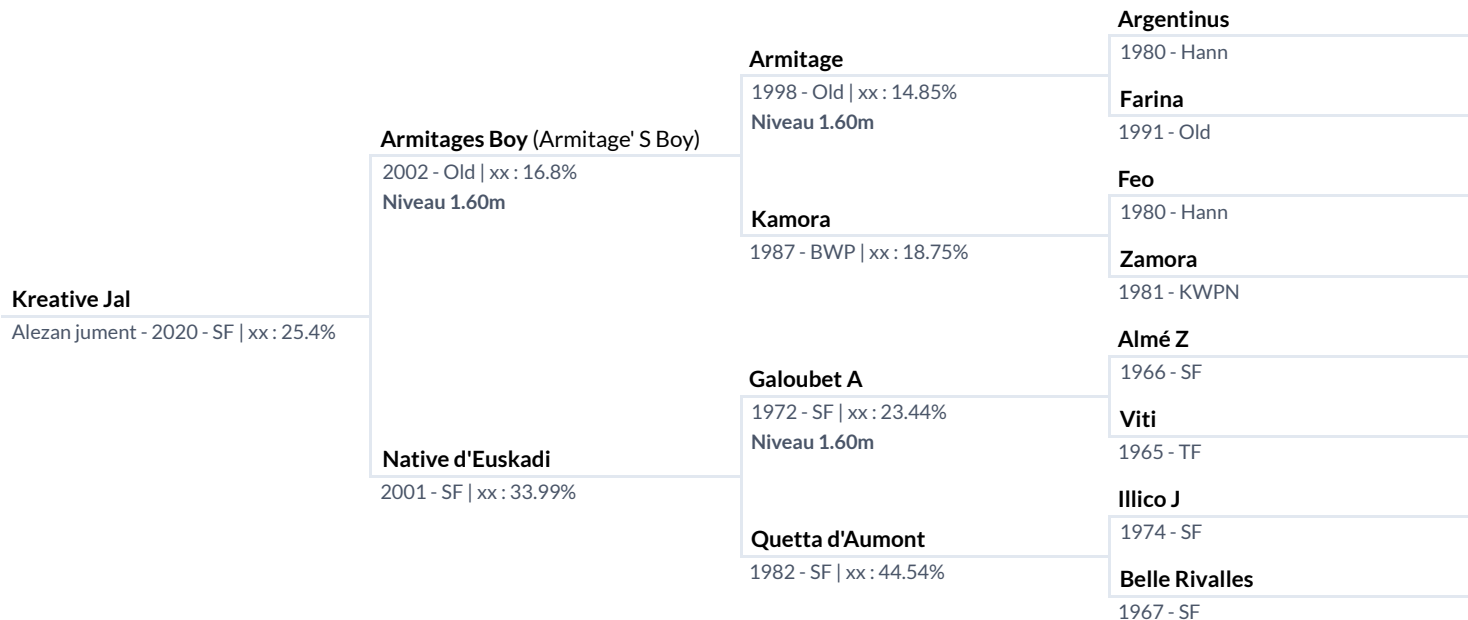 Kreative Jal
Alezan jument - 2020 - SF | xx : 25.4%
Armitages Boy (Armitage' S Boy)
2002 - Old | xx : 16.8%
Niveau 1.60m
Native d'Euskadi
2001 - SF | xx : 33.99%
Armitage
1998 - Old | xx : 14.85%
Niveau 1.60m
Kamora
1987 - BWP | xx : 18.75%
Galoubet A
1972 - SF | xx : 23.44%
Niveau 1.60m
Quetta d'Aumont
1982 - SF | xx : 44.54%
Argentinus
1980 - Hann
Farina
1991 - Old
Feo
1980 - Hann
Zamora
1981 - KWPN
Almé Z
1966 - SF
Viti
1965 - TF
Illico J
1974 - SF
Belle Rivalles
1967 - SF